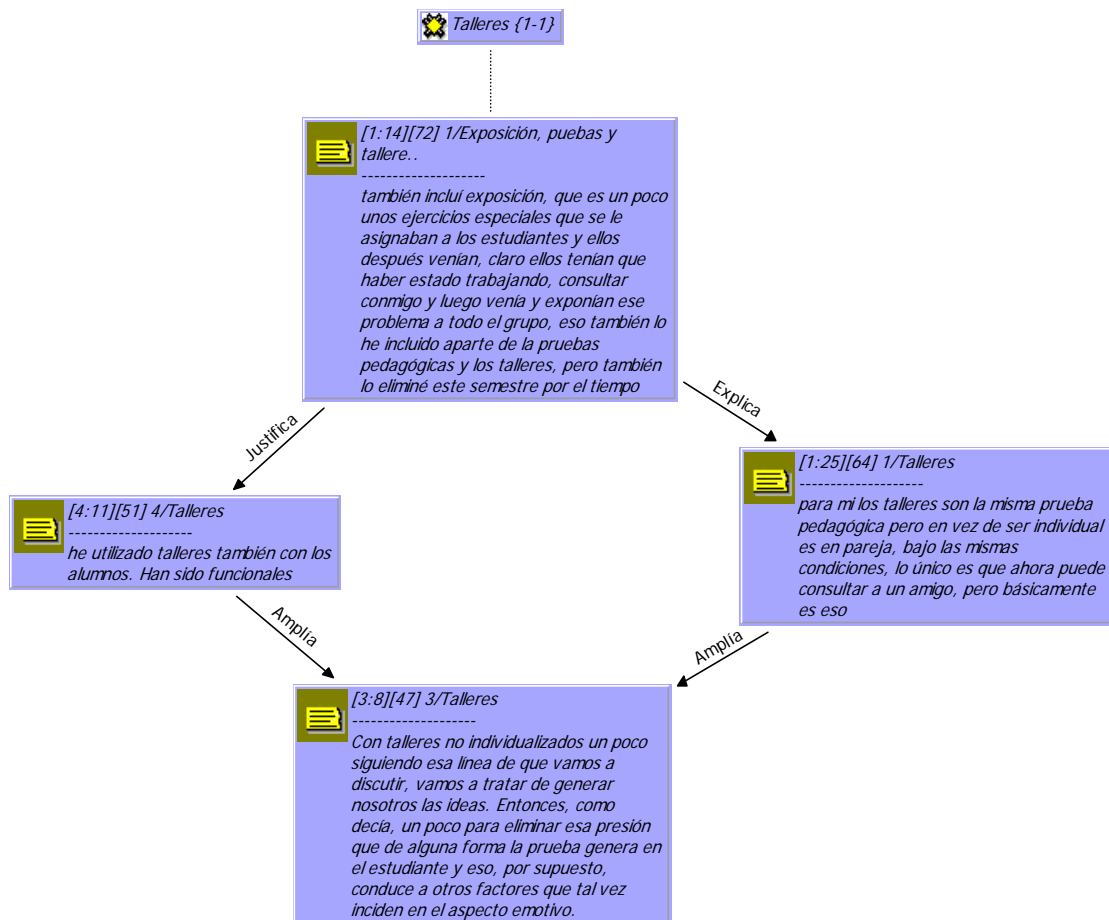 Talleres {1-1}
[1:14][72] 1/Exposición, puebas y
tallere..
--------------------
también incluí exposición, que es un poco
unos ejercicios especiales que se le
asignaban a los estudiantes y ellos
después venían, claro ellos tenían que
haber estado trabajando, consultar
conmigo y luego venía y exponían ese
problema a todo el grupo, eso también lo
he incluido aparte de la pruebas
pedagógicas y los talleres, pero también
lo eliminé este semestre por el tiempo
Justifica
Explica
[4:11][51] 4/Talleres
--------------------
he utilizado talleres también con los
alumnos. Han sido funcionales
[1:25][64] 1/Talleres
--------------------
para mi los talleres son la misma prueba
pedagógica pero en vez de ser individual
es en pareja, bajo las mismas
condiciones, lo único es que ahora puede
consultar a un amigo, pero básicamente
es eso
Amplía
Amplía
[3:8][47] 3/Talleres
--------------------
Con talleres no individualizados un poco
siguiendo esa línea de que vamos a
discutir, vamos a tratar de generar
nosotros las ideas. Entonces, como
decía, un poco para eliminar esa presión
que de alguna forma la prueba genera en
el estudiante y eso, por supuesto,
conduce a otros factores que tal vez
inciden en el aspecto emotivo.